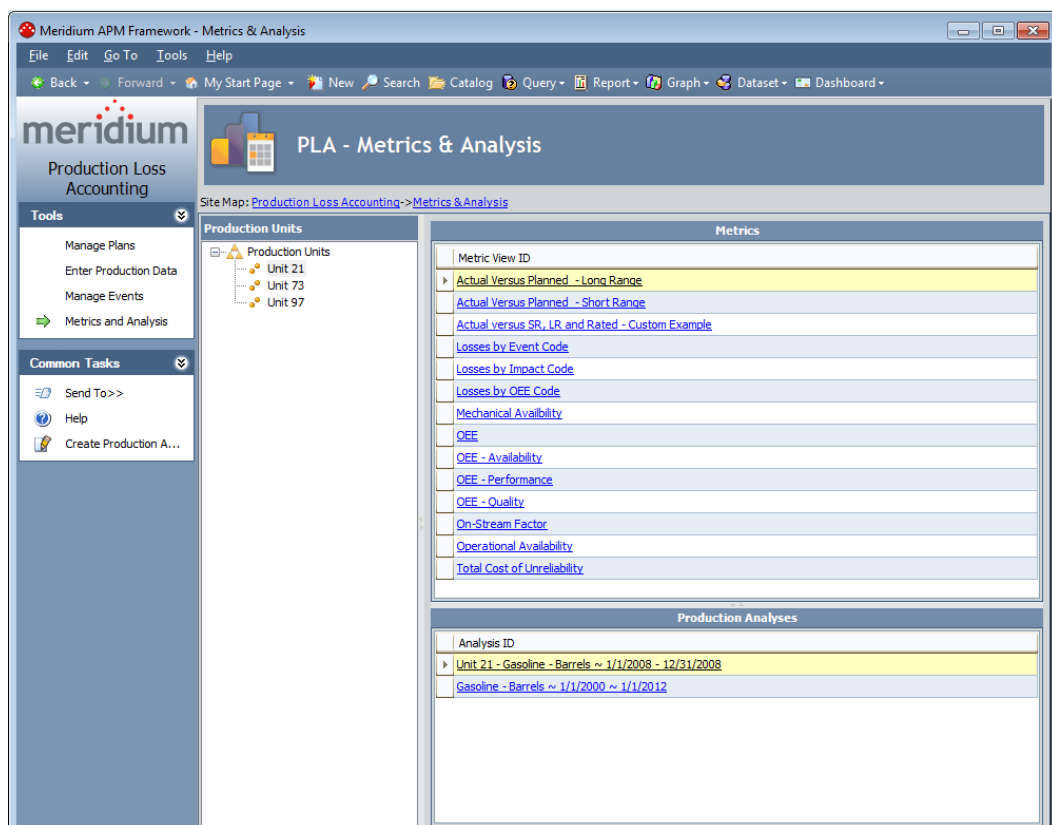 Meridium APM Framework - Metrics & Analysis
File Edit Go To Tools Help
Back Forward My Start Page New Search Catalog Query Report Graph Dataset Dashboard
meridium
Production Loss
Accounting
PLA - Metrics & Analysis
Site Map: Production Loss Accounting->Metrics & Analysis
Tools
Manage Plans
Enter Production Data
Manage Events
Metrics and Analysis
Common Tasks
Send To>>
Help
Create Production A...
Production Units
Production Units
Unit 21
Unit 73
Unit 97
Metrics
Metric View ID
Actual Versus Planned - Long Range
Actual Versus Planned - Short Range
Actual versus SR, LR and Rated - Custom Example
Losses by Event Code
Losses by Impact Code
Losses by OEE Code
Mechanical Availbility
OEE
OEE - Availability
OEE - Performance
OEE - Quality
On-Stream Factor
Operational Availability
Total Cost of Unreliability
Production Analyses
Analysis ID
Unit 21 - Gasoline - Barrels ~ 1/1/2008 - 12/31/2008
Gasoline - Barrels ~ 1/1/2000 ~ 1/1/2012